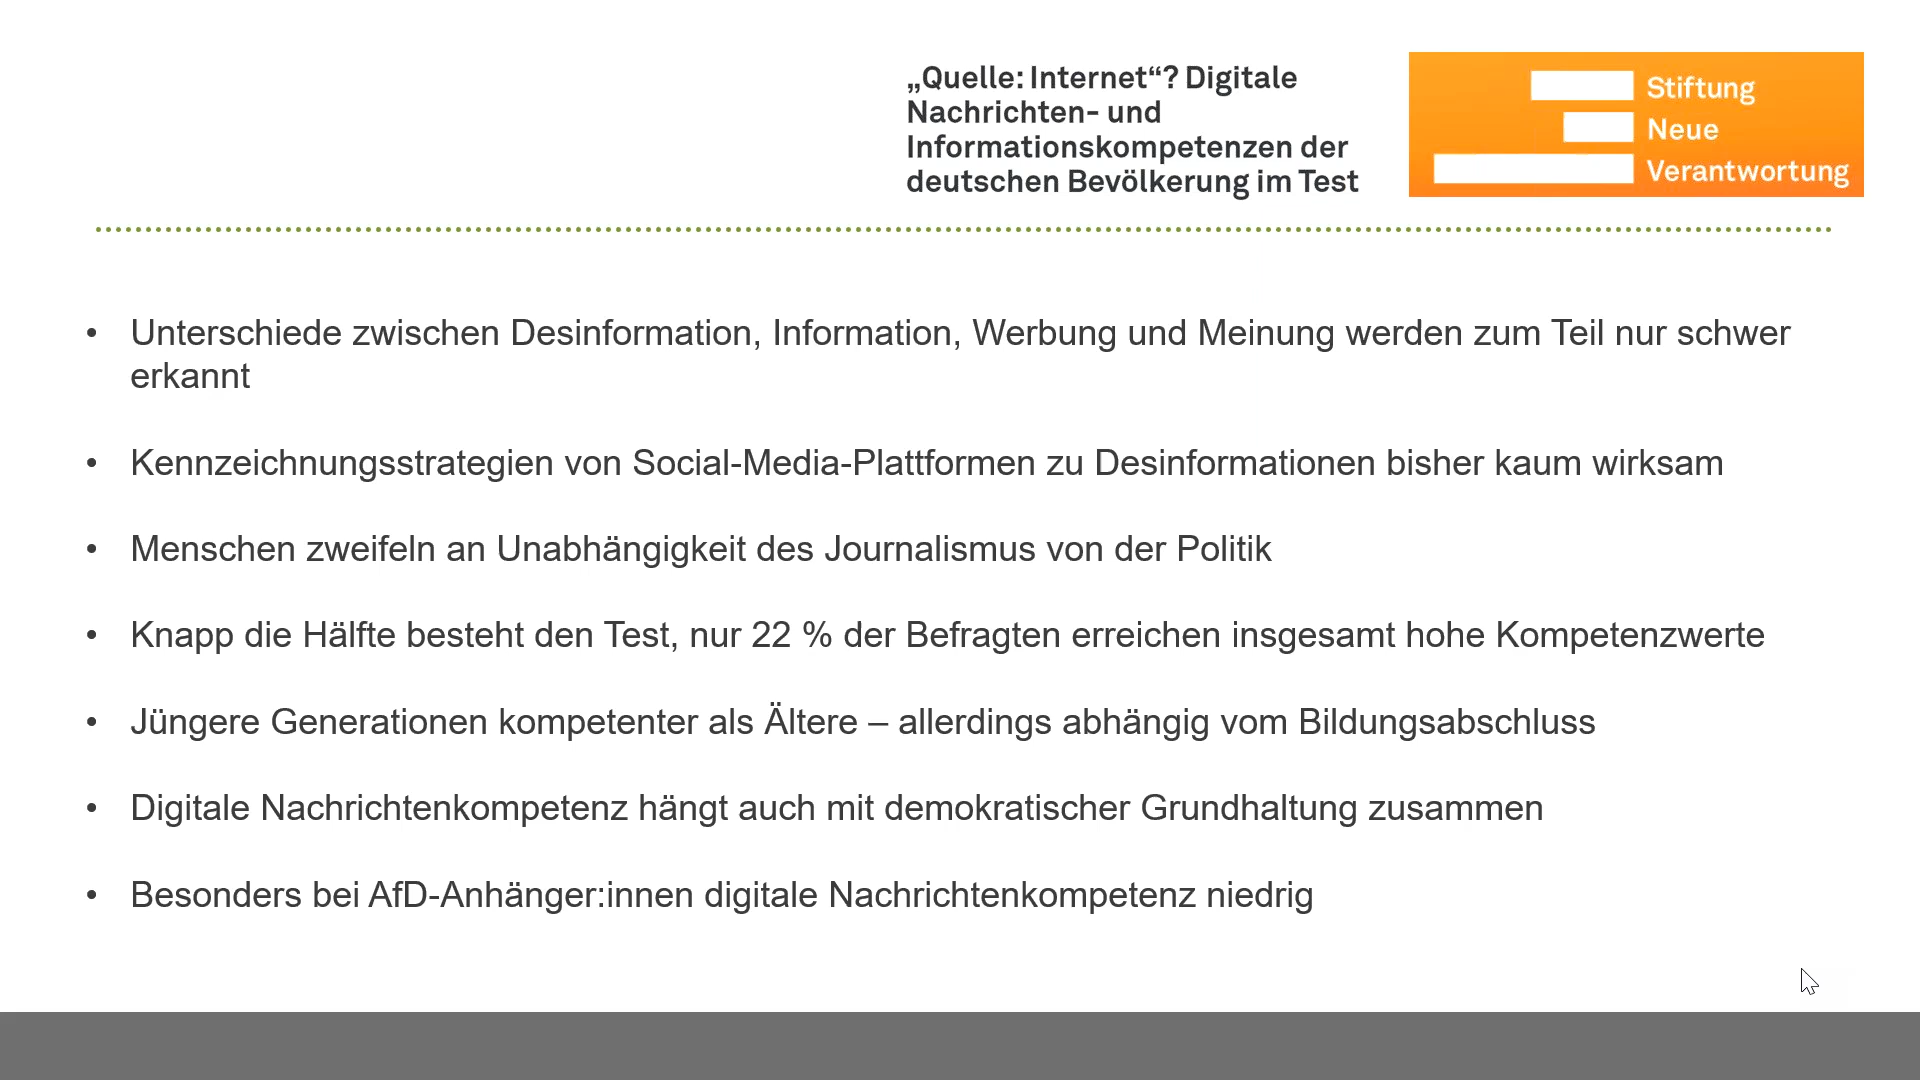 „Quelle: Internet“? Digitale
Nachrichten- und
Informationskompetenzen der
deutschen Bevölkerung im Test
Stiftung
Neue
Verantwortung
• Unterschiede zwischen Desinformation, Information, Werbung und Meinung werden zum Teil nur schwer
erkannt
• Kennzeichnungsstrategien von Social-Media-Plattformen zu Desinformationen bisher kaum wirksam
• Menschen zweifeln an Unabhängigkeit des Journalismus von der Politik
• Knapp die Hälfte besteht den Test, nur 22 % der Befragten erreichen insgesamt hohe Kompetenzwerte
• Jüngere Generationen kompetenter als Ältere – allerdings abhängig vom Bildungsabschluss
• Digitale Nachrichtenkompetenz hängt auch mit demokratischer Grundhaltung zusammen
• Besonders bei AfD-Anhänger:innen digitale Nachrichtenkompetenz niedrig